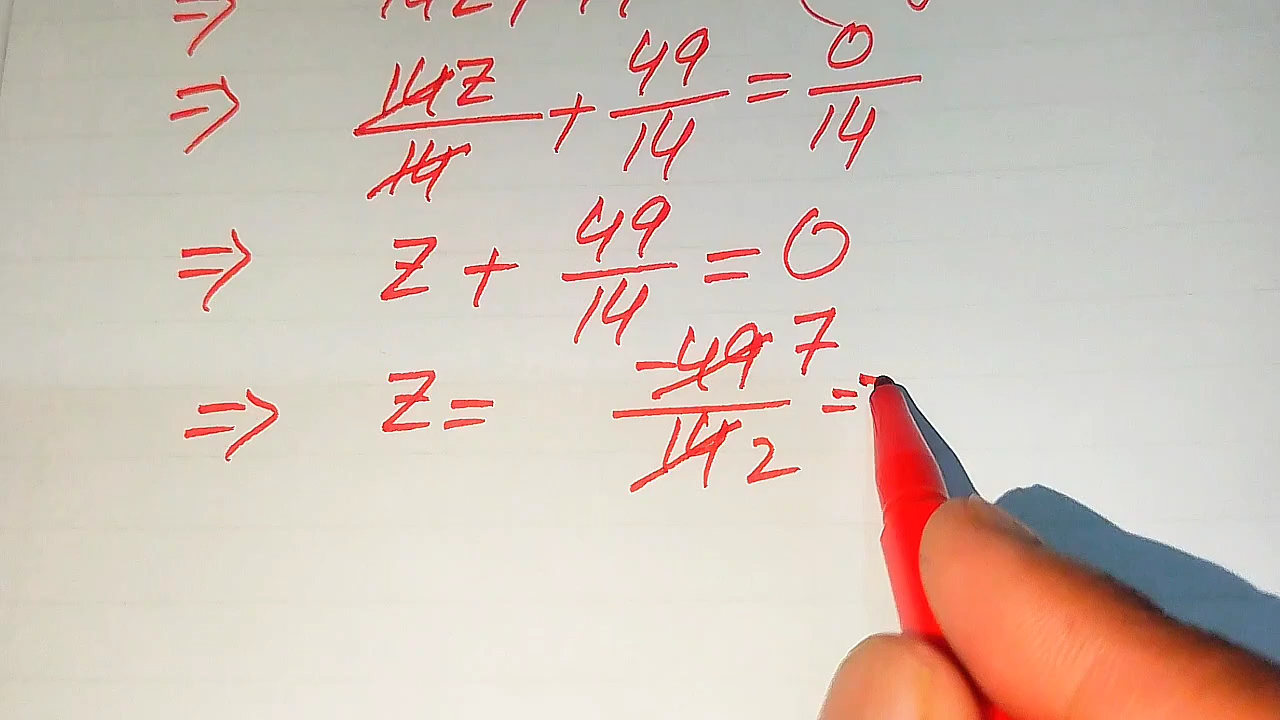 ⇒ 14z/14 + 49/14 = 0/14
⇒ z + 49/14 = 0
⇒ z = -49 7/14 2 = -